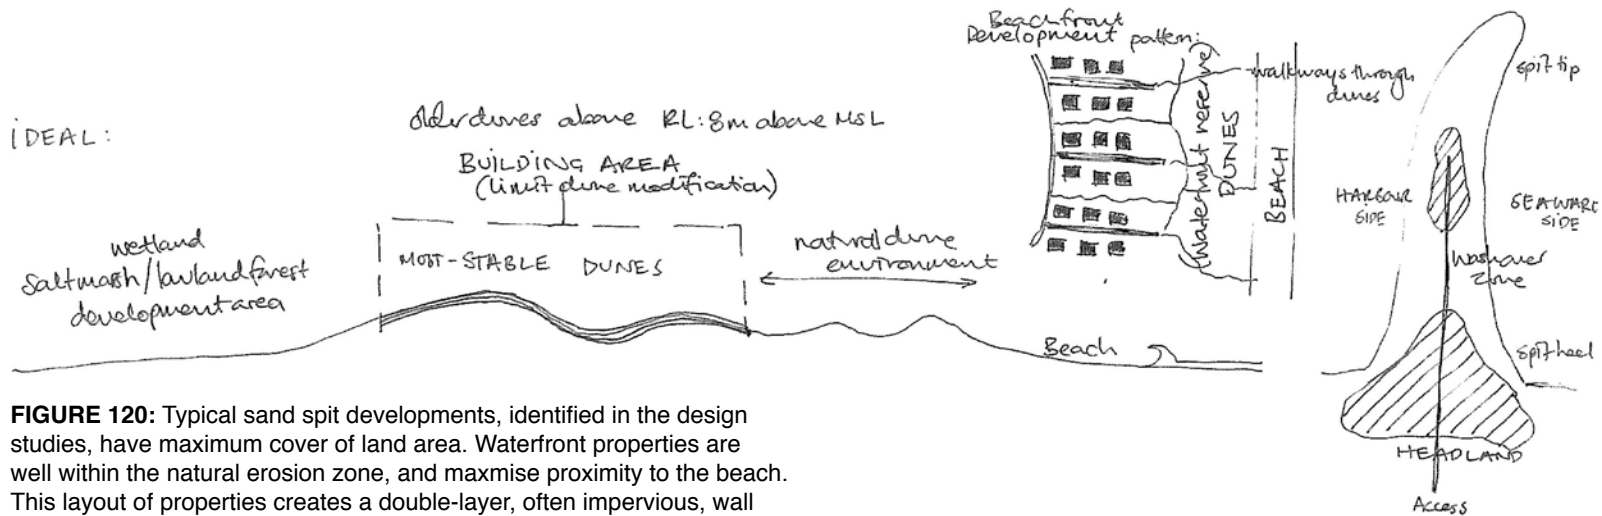 iDEAL:
older dunes above RL: 8m above MSL
BUILDING AREA
(limit dune modification)
wetland
Saltmarsh/lowland forest
development area
MOST-STABLE DUNES
natural dune
environment
Beach
Beachfront
Development pattern:
(Waterfront reserve)
DUNES
BEACH
walkways through
dunes
spit tip
HARBOUR
SIDE
SEAWARD
SIDE
Washover
Zone
Spit heel
HEADLAND
Access
FIGURE 120: Typical sand spit developments, identified in the design
studies, have maximum cover of land area. Waterfront properties are
well within the natural erosion zone, and maxmise proximity to the beach.
This layout of properties creates a double-layer, often impervious, wall